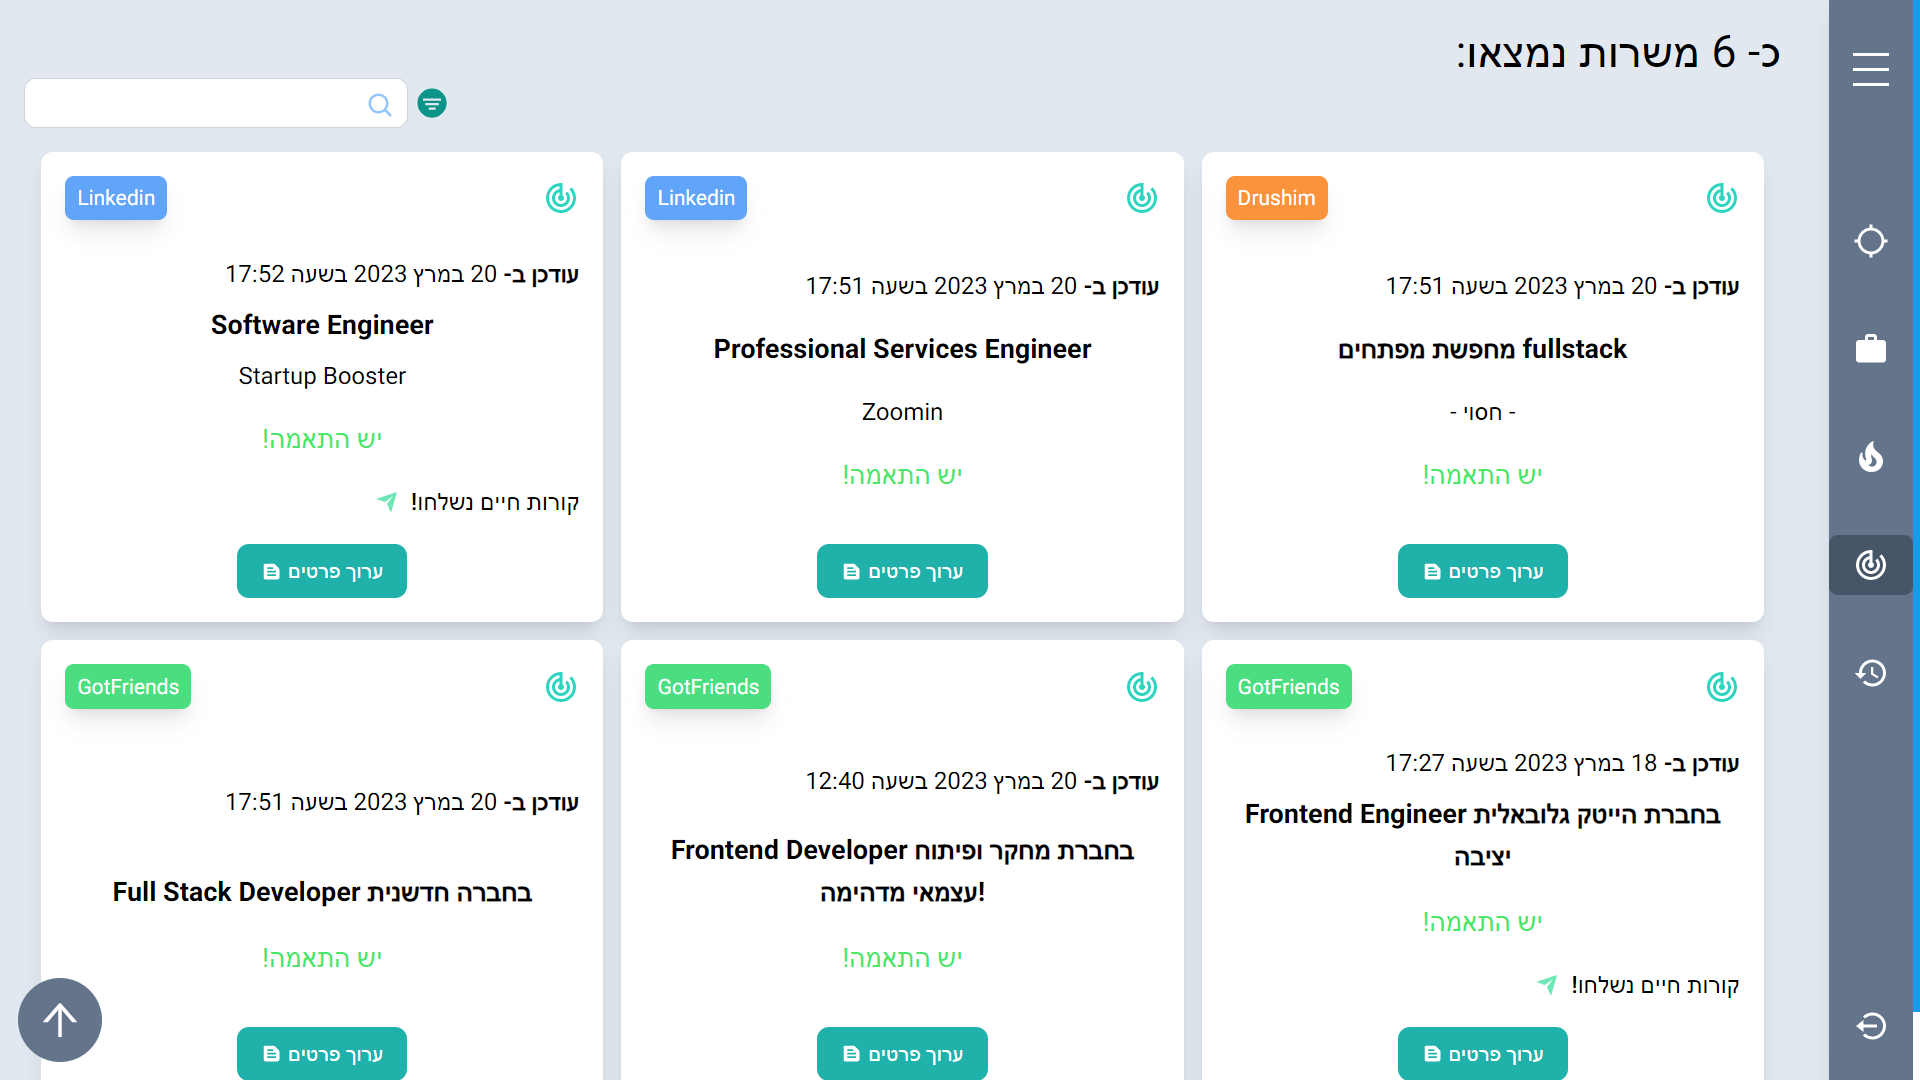 כ- 6 משרות נמצאו:
Drushim
עודכן ב- 20 במרץ 2023 בשעה 17:51
fullstack מחפשת מפתחים
- חסוי -
יש התאמה!
ערוך פרטים
Linkedin
עודכן ב- 20 במרץ 2023 בשעה 17:51
Professional Services Engineer
Zoomin
יש התאמה!
ערוך פרטים
Linkedin
עודכן ב- 20 במרץ 2023 בשעה 17:52
Software Engineer
Startup Booster
יש התאמה!
קורות חיים נשלחו!
ערוך פרטים
GotFriends
עודכן ב- 18 במרץ 2023 בשעה 17:27
Frontend Engineer בחברת הייטק גלובאלית
יציבה
יש התאמה!
קורות חיים נשלחו!
ערוך פרטים
GotFriends
עודכן ב- 20 במרץ 2023 בשעה 12:40
Frontend Developer בחברת מחקר ופיתוח
עצמאי מדהימה!
יש התאמה!
ערוך פרטים
GotFriends
עודכן ב- 20 במרץ 2023 בשעה 17:51
Full Stack Developer בחברה חדשנית
יש התאמה!
ערוך פרטים